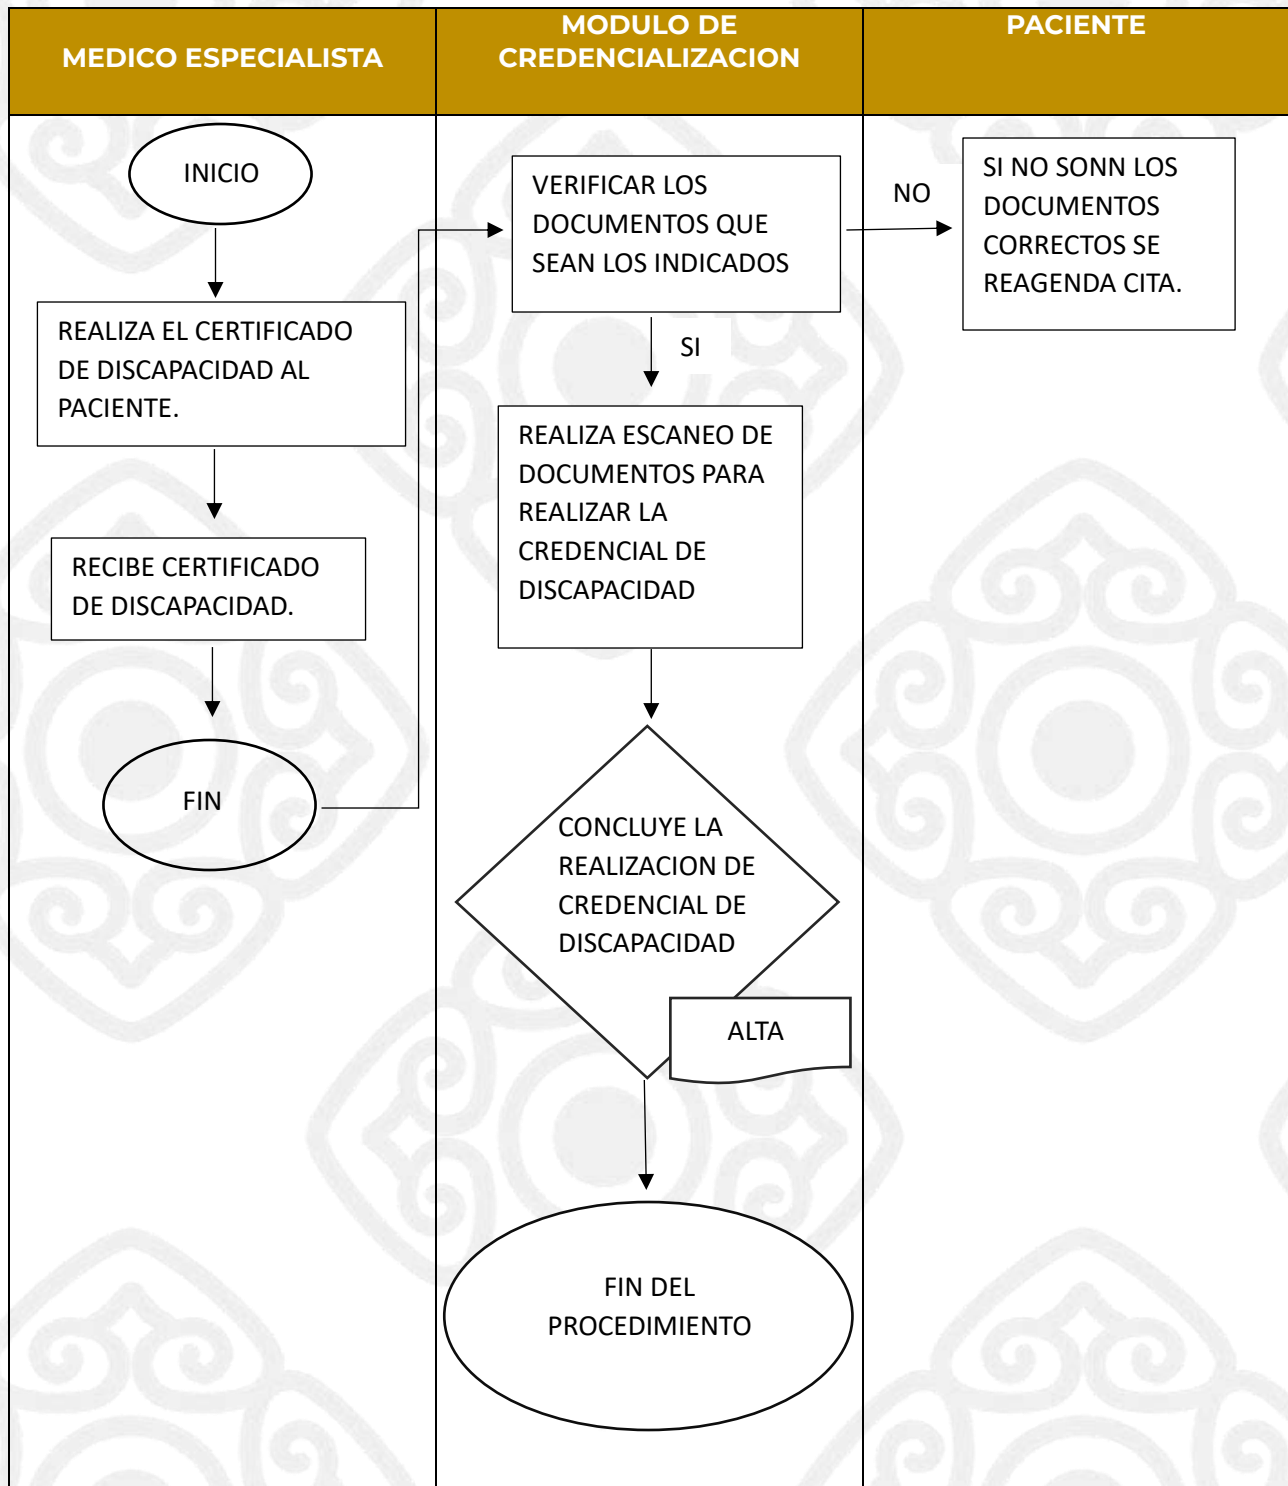 MEDICO ESPECIALISTA
MODULO DE
CREDENCIALIZACION
PACIENTE
INICIO
REALIZA EL CERTIFICADO
DE DISCAPACIDAD AL
PACIENTE.
RECIBE CERTIFICADO
DE DISCAPACIDAD.
FIN
VERIFICAR LOS
DOCUMENTOS QUE
SEAN LOS INDICADOS
NO
SI
REALIZA ESCANEO DE
DOCUMENTOS PARA
REALIZAR LA
CREDENCIAL DE
DISCAPACIDAD
CONCLUYE LA
REALIZACION DE
CREDENCIAL DE
DISCAPACIDAD
ALTA
FIN DEL
PROCEDIMIENTO
SI NO SONN LOS
DOCUMENTOS
CORRECTOS SE
REAGENDA CITA.